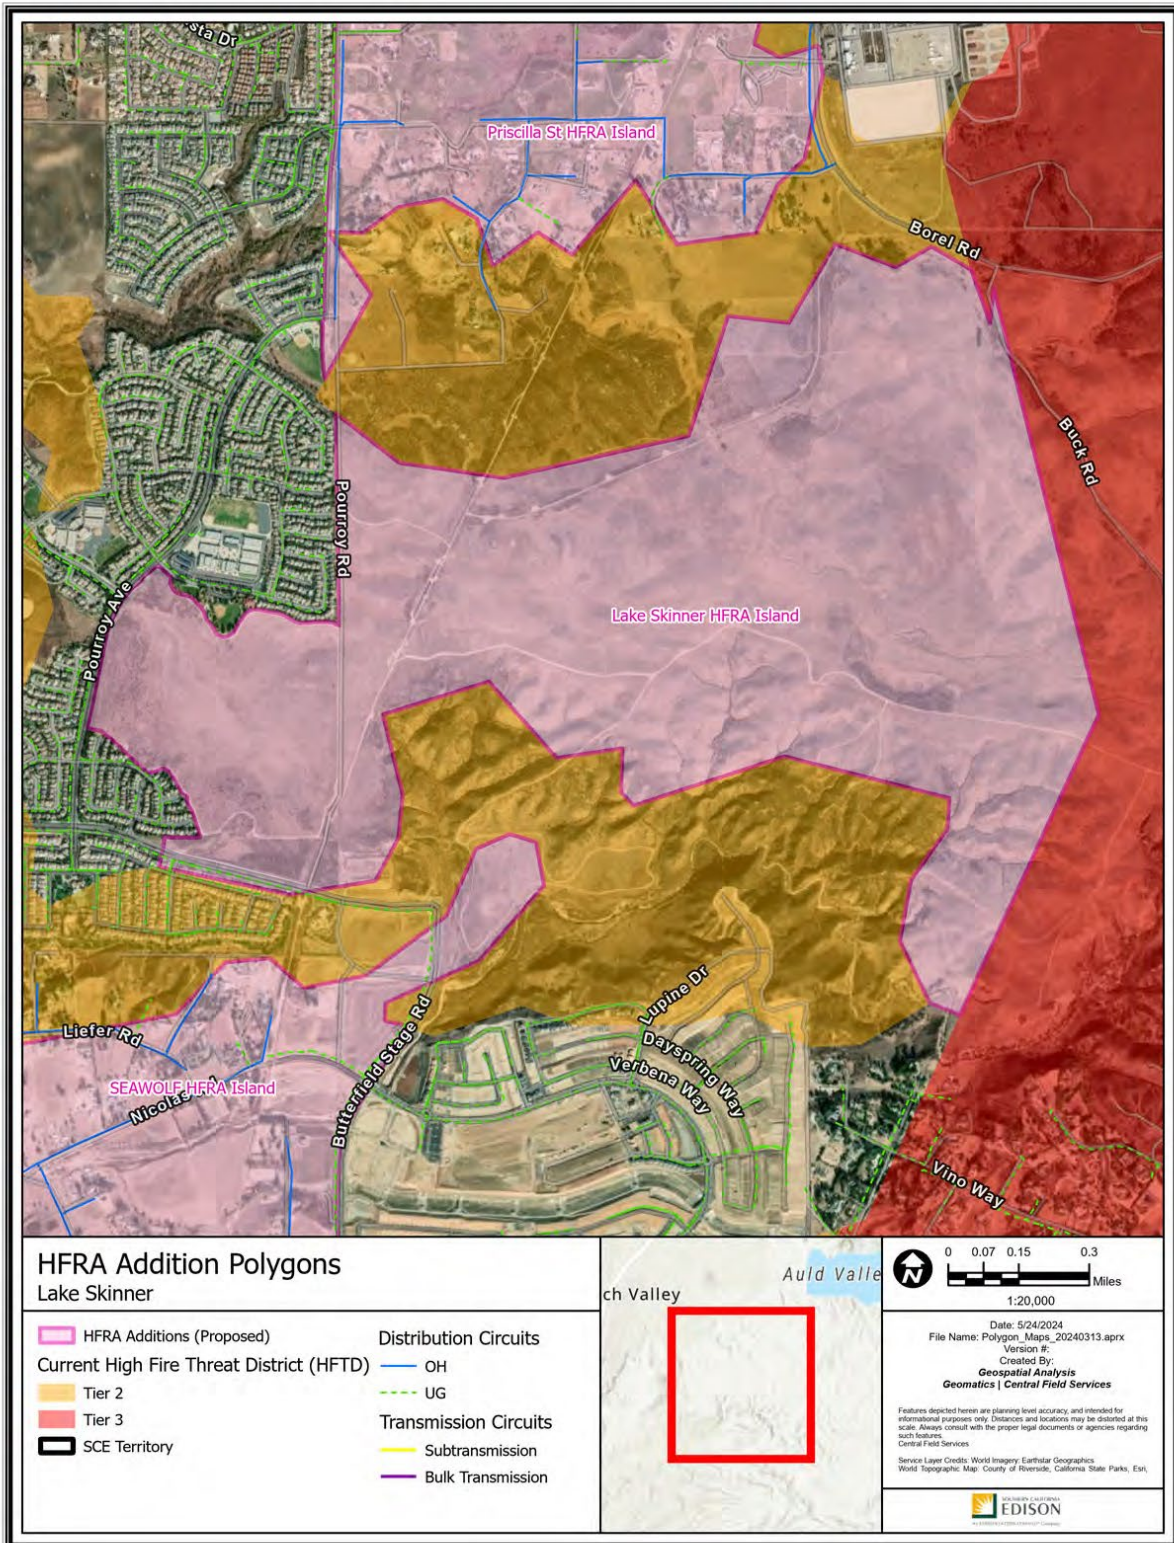 sta Dr
Priscilla St HFRA Island
Borel Rd
Buck Rd
Pourroy Rd
Pourroy Ave
Lake Skinner HFRA Island
Lupine Dr
Liefer Rd
Dayspring Way
Verbena Way
Butterfield Stage Rd
SEAWOLF HFRA Island
Nicolas
Vino Way
HFRA Addition Polygons
Lake Skinner
HFRA Additions (Proposed)
Current High Fire Threat District (HFTD)
Tier 2
Tier 3
SCE Territory
Distribution Circuits
OH
UG
Transmission Circuits
Subtransmission
Bulk Transmission
Auld Valle
ch Valley
N
0 0.07 0.15 0.3
Miles
1:20,000
Date: 5/24/2024
File Name: Polygon_Maps_20240313.aprx
Version #:
Created By:
Geospatial Analysis
Geomatics | Central Field Services
Features depicted herein are planning level accuracy, and intended for
informational purposes only. Distances and locations may be distorted at this
scale. Always consult with the proper legal documents or agencies regarding
such features.
Central Field Services
Service Layer Credits: World Imagery: Earthstar Geographics
World Topographic Map: County of Riverside, California State Parks, Esri,
SOUTHERN CALIFORNIA
EDISON